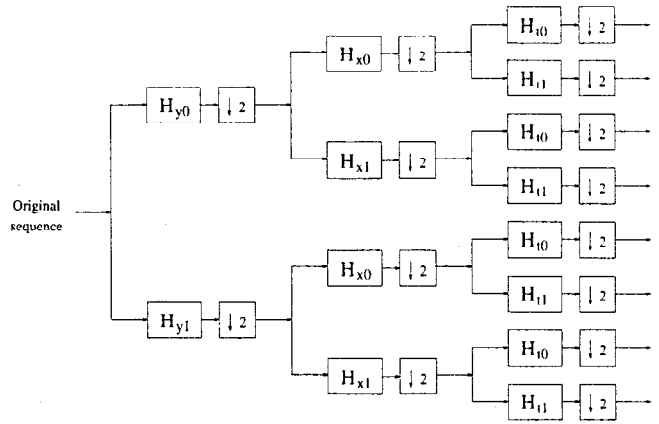 H_t0 ↓ 2
H_x0 ↓ 2
H_t1 ↓ 2
H_y0 ↓ 2
H_t0 ↓ 2
H_x1 ↓ 2
H_t1 ↓ 2
Original
sequence
H_t0 ↓ 2
H_x0 ↓ 2
H_t1 ↓ 2
H_y1 ↓ 2
H_t0 ↓ 2
H_x1 ↓ 2
H_t1 ↓ 2